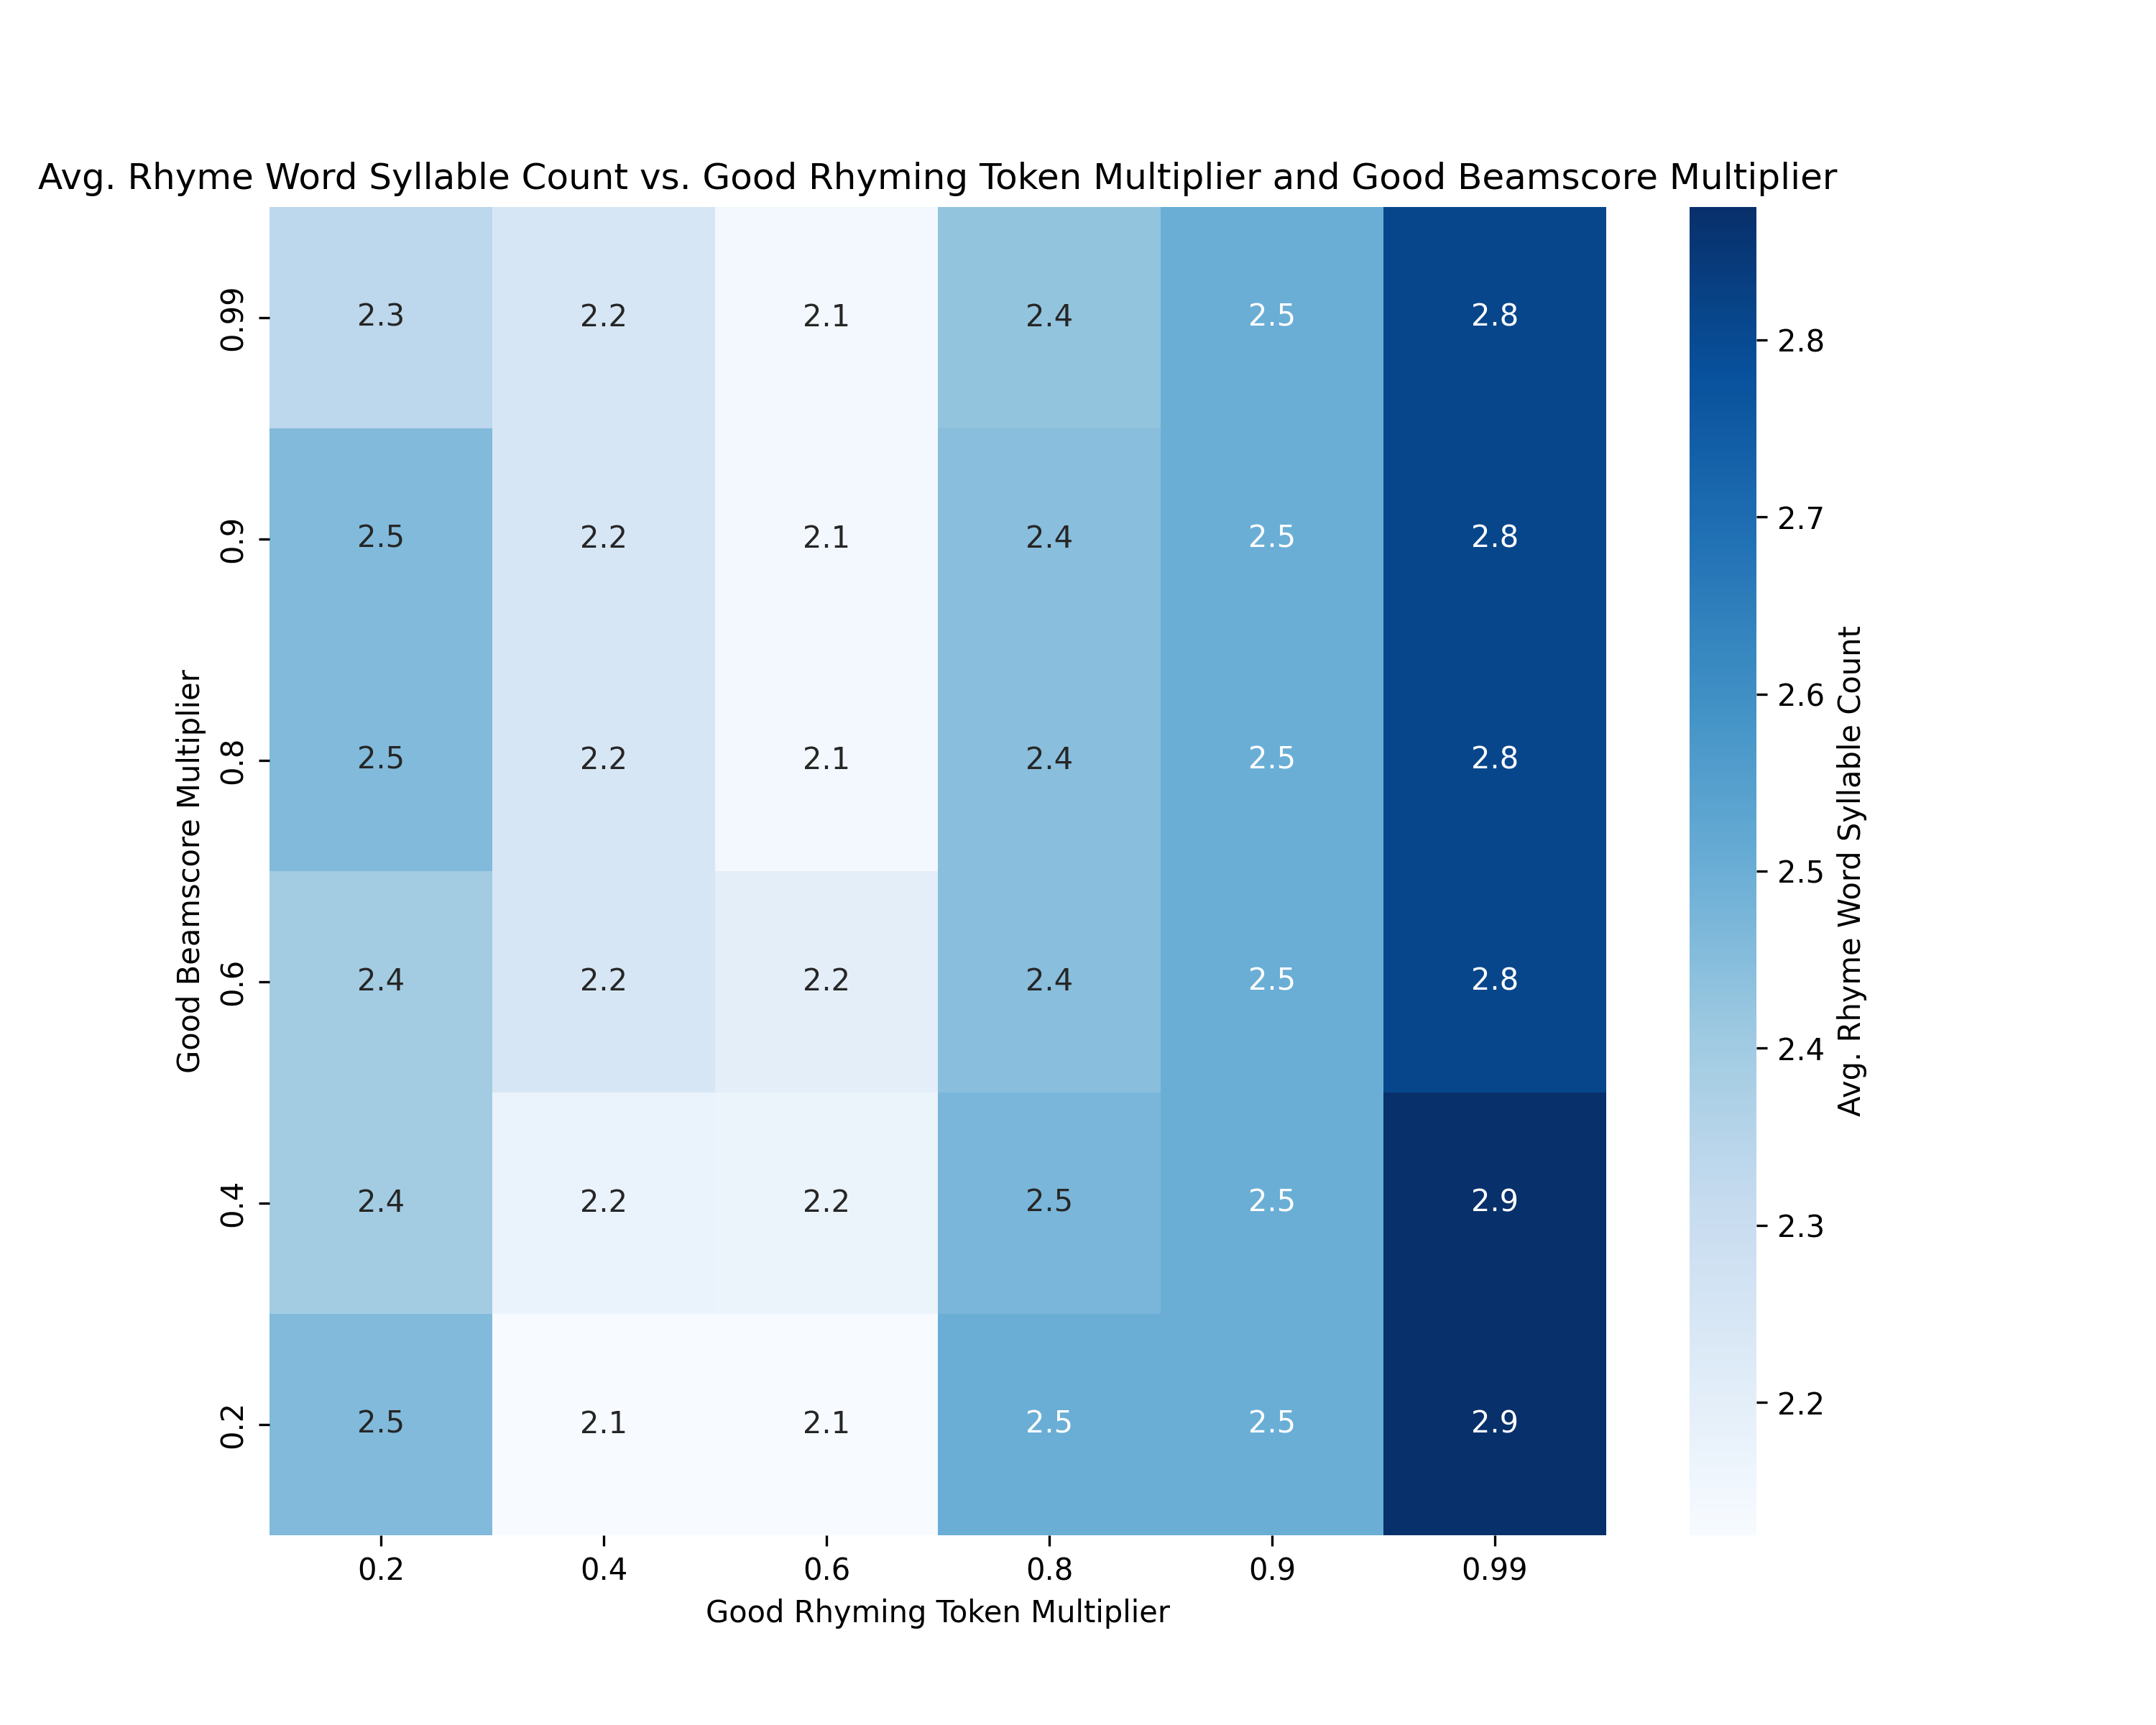 Avg. Rhyme Word Syllable Count vs. Good Rhyming Token Multiplier and Good Beamscore Multiplier
Good Beamscore Multiplier
0.99 2.3 2.2 2.1 2.4 2.5 2.8
0.9 2.5 2.2 2.1 2.4 2.5 2.8
0.8 2.5 2.2 2.1 2.4 2.5 2.8
0.6 2.4 2.2 2.2 2.4 2.5 2.8
0.4 2.4 2.2 2.2 2.5 2.5 2.9
0.2 2.5 2.1 2.1 2.5 2.5 2.9
0.2 0.4 0.6 0.8 0.9 0.99
Good Rhyming Token Multiplier
2.8
2.7
2.6
2.5
2.4
2.3
2.2
Avg. Rhyme Word Syllable Count